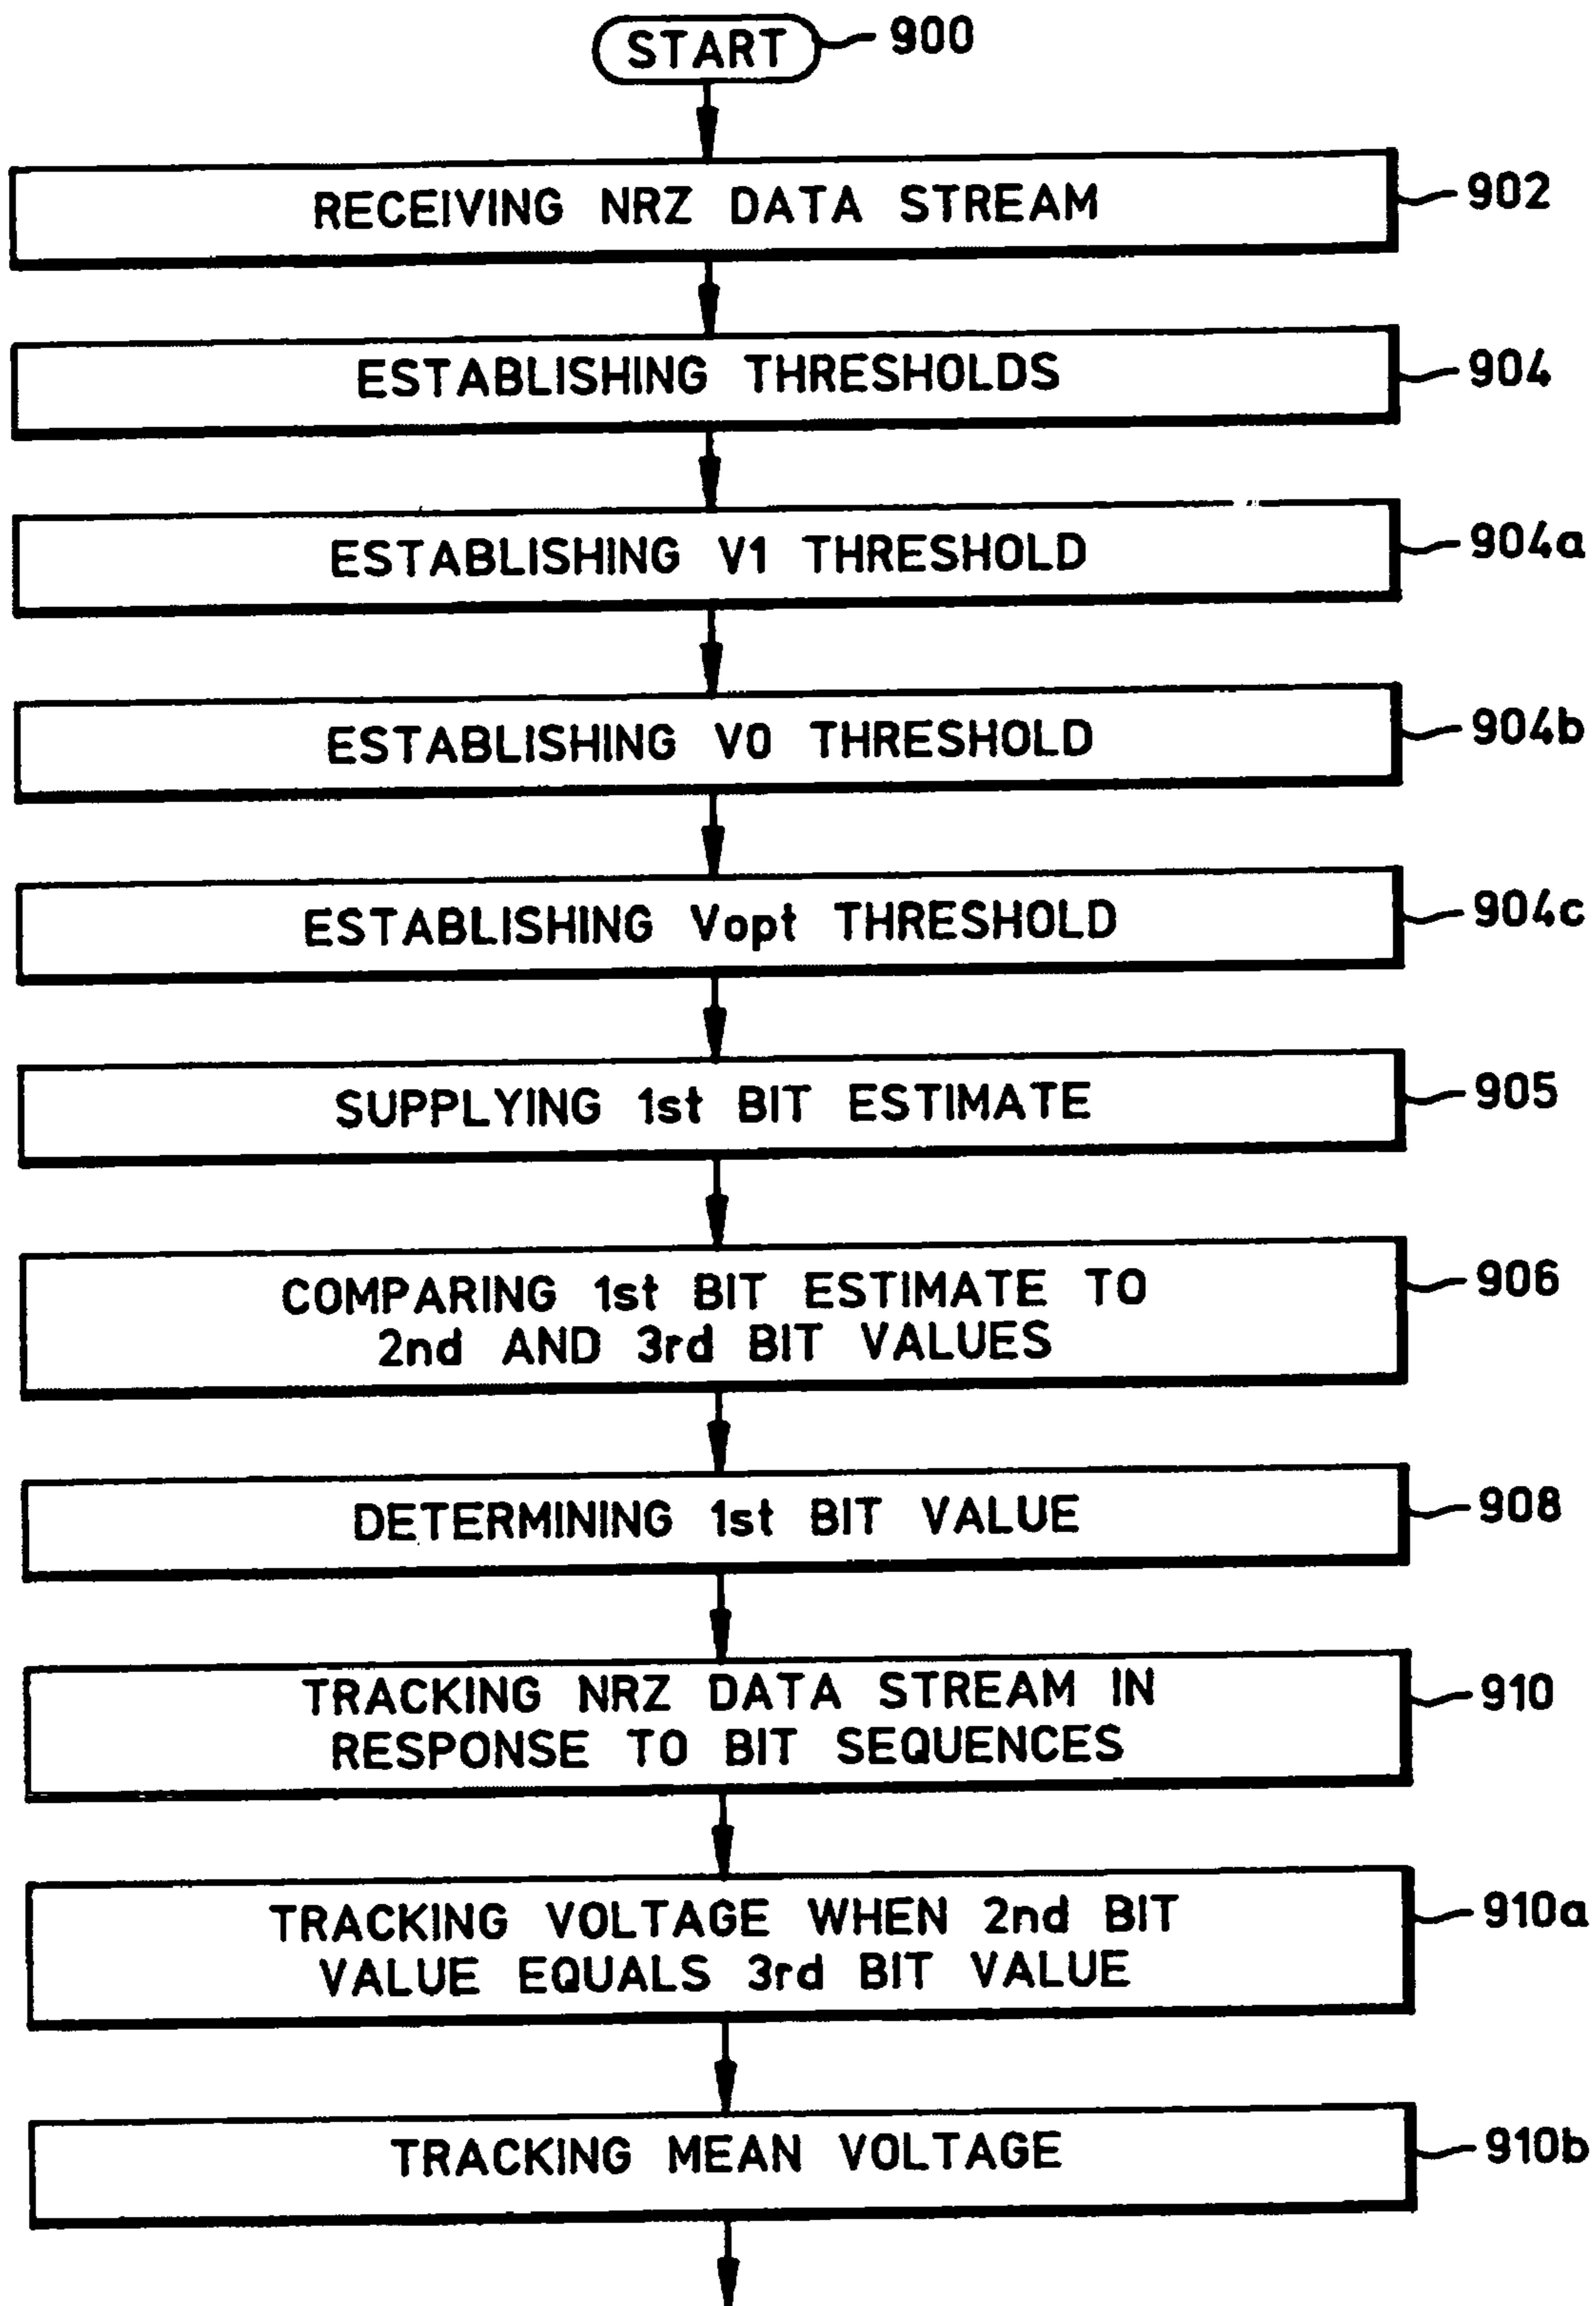 START 900
RECEIVING NRZ DATA STREAM 902
ESTABLISHING THRESHOLDS 904
ESTABLISHING V1 THRESHOLD 904a
ESTABLISHING V0 THRESHOLD 904b
ESTABLISHING Vopt THRESHOLD 904c
SUPPLYING 1st BIT ESTIMATE 905
COMPARING 1st BIT ESTIMATE TO 906
2nd AND 3rd BIT VALUES
DETERMINING 1st BIT VALUE 908
TRACKING NRZ DATA STREAM IN 910
RESPONSE TO BIT SEQUENCES
TRACKING VOLTAGE WHEN 2nd BIT 910a
VALUE EQUALS 3rd BIT VALUE
TRACKING MEAN VOLTAGE 910b